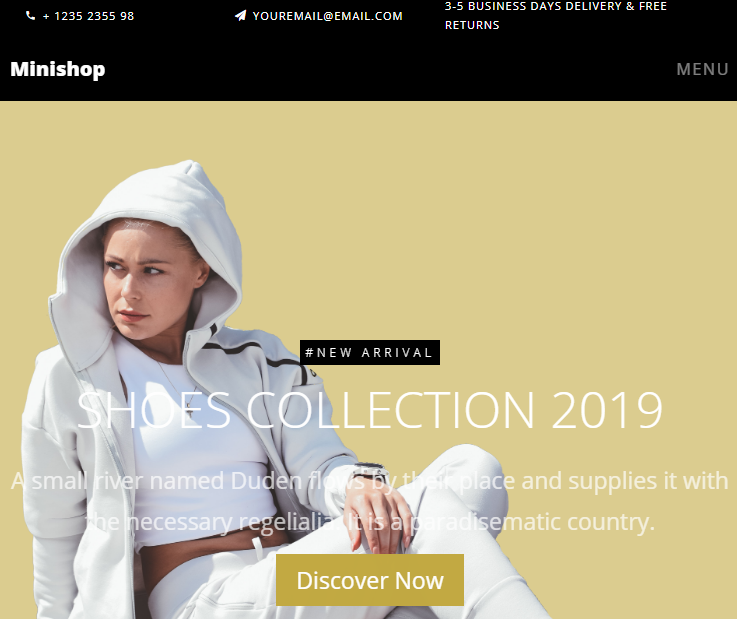 + 1235 2355 98
YOUREMAIL@EMAIL.COM
3-5 BUSINESS DAYS DELIVERY & FREE
RETURNS
Minishop
MENU
#NEW ARRIVAL
SHOES COLLECTION 2019
A small river named Duden flows by their place and supplies it with
the necessary regelialia. It is a paradisematic country.
Discover Now